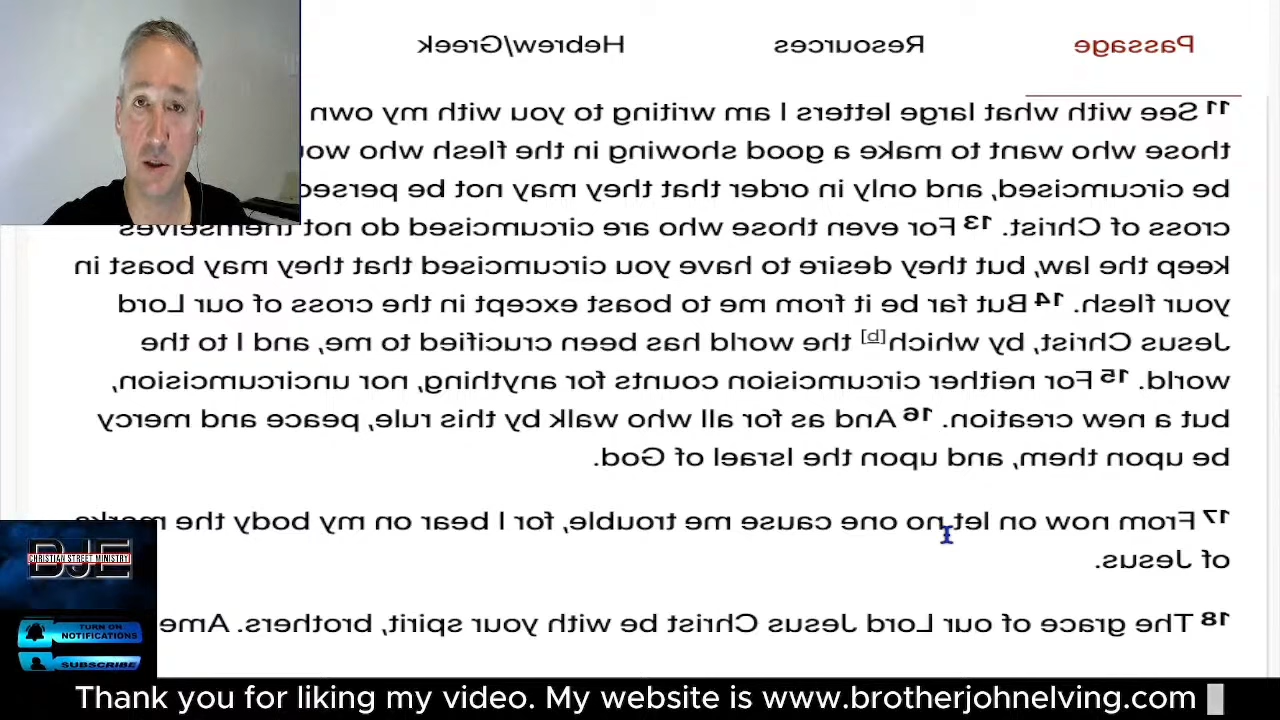 Passage Resources Hebrew/Greek
11 See with what large letters I am writing to you with my own
those who want to make a good showing in the flesh who
be circumcised, and only in order that they may not be
cross of Christ. 13 For even those who are circumcised do not themselves
keep the law, but they desire to have you circumcised that they may boast in
your flesh. 14 But far be it from me to boast except in the cross of our Lord
Jesus Christ, by which[b] the world has been crucified to me, and I to the
world. 15 For neither circumcision counts for anything, nor uncircumcision,
but a new creation. 16 And as for all who walk by this rule, peace and mercy
be upon them, and upon the Israel of God.
17 From now on let no one cause me trouble, for I bear on my body the marks
of Jesus.
18 The grace of our Lord Jesus Christ be with your spirit, brothers. Ame
BJE
CHRISTIAN STREET MINISTRY
TURN ON
NOTIFICATIONS
SUBSCRIBE
Thank you for liking my video. My website is www.brotherjohnelving.com